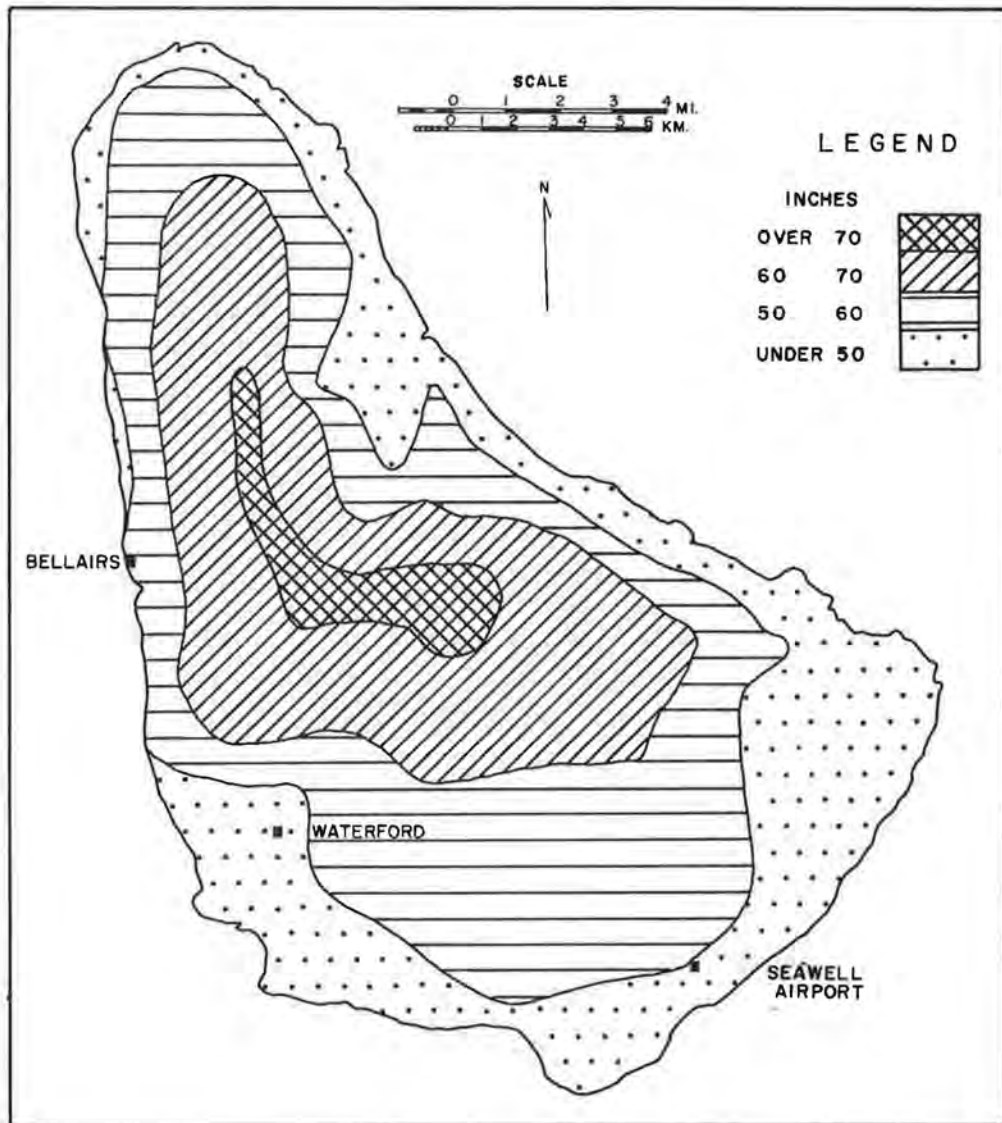 SCALE
0 1 2 3 4 MI.
0 1 2 3 4 5 6 KM.
LEGEND
N
INCHES
OVER 70
60 70
50 60
UNDER 50
BELLAIRS
WATERFORD
SEAWELL
AIRPORT